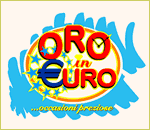 ORO
in
€URO
...occasioni preziose